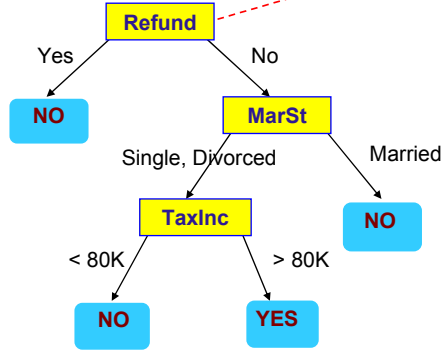 Refund
Yes
No
NO
MarSt
Single, Divorced
Married
TaxInc
NO
< 80K
> 80K
NO
YES